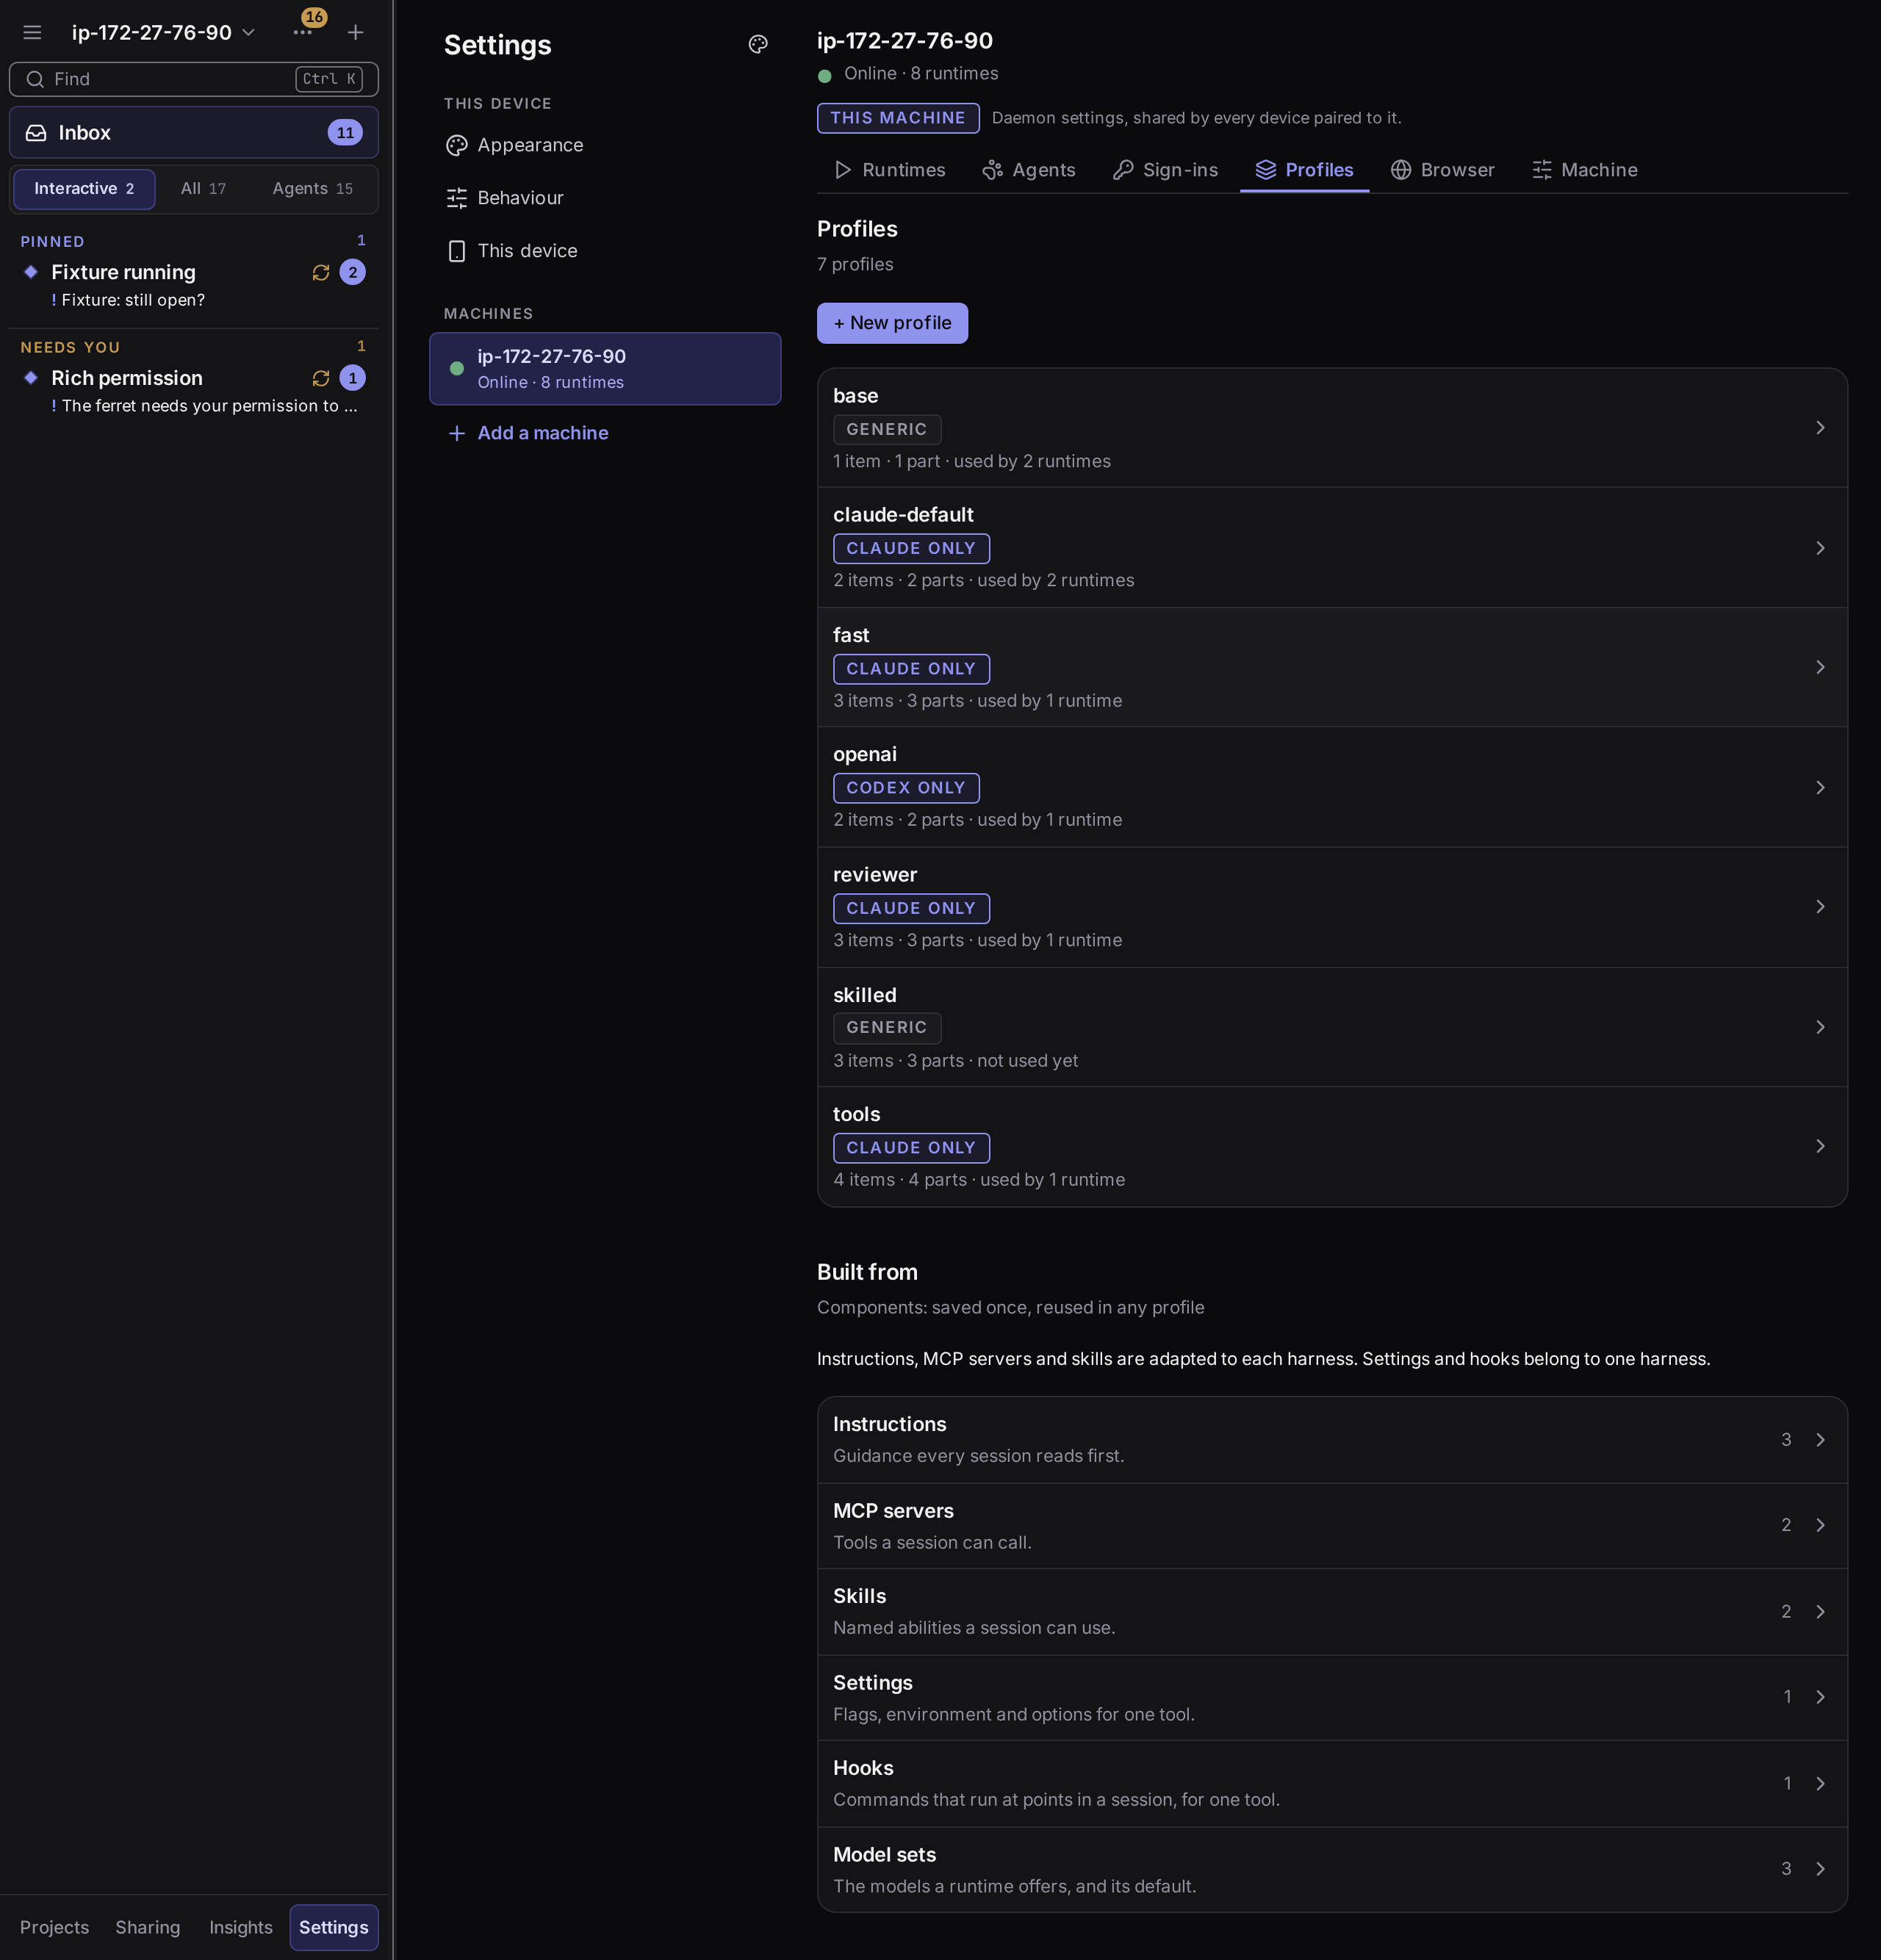 ip-172-27-76-90
16
Find
Ctrl K
Inbox
11
Interactive 2
All 17
Agents 15
PINNED
1
Fixture running
2
! Fixture: still open?
NEEDS YOU
1
Rich permission
1
! The ferret needs your permission to ...
Projects
Sharing
Insights
Settings
Settings
THIS DEVICE
Appearance
Behaviour
This device
MACHINES
ip-172-27-76-90
Online · 8 runtimes
+ Add a machine
ip-172-27-76-90
Online · 8 runtimes
THIS MACHINE
Daemon settings, shared by every device paired to it.
Runtimes
Agents
Sign-ins
Profiles
Browser
Machine
Profiles
7 profiles
+ New profile
base
GENERIC
1 item · 1 part · used by 2 runtimes
claude-default
CLAUDE ONLY
2 items · 2 parts · used by 2 runtimes
fast
CLAUDE ONLY
3 items · 3 parts · used by 1 runtime
openai
CODEX ONLY
2 items · 2 parts · used by 1 runtime
reviewer
CLAUDE ONLY
3 items · 3 parts · used by 1 runtime
skilled
GENERIC
3 items · 3 parts · not used yet
tools
CLAUDE ONLY
4 items · 4 parts · used by 1 runtime
Built from
Components: saved once, reused in any profile
Instructions, MCP servers and skills are adapted to each harness. Settings and hooks belong to one harness.
Instructions
Guidance every session reads first.
3
MCP servers
Tools a session can call.
2
Skills
Named abilities a session can use.
2
Settings
Flags, environment and options for one tool.
1
Hooks
Commands that run at points in a session, for one tool.
1
Model sets
The models a runtime offers, and its default.
3